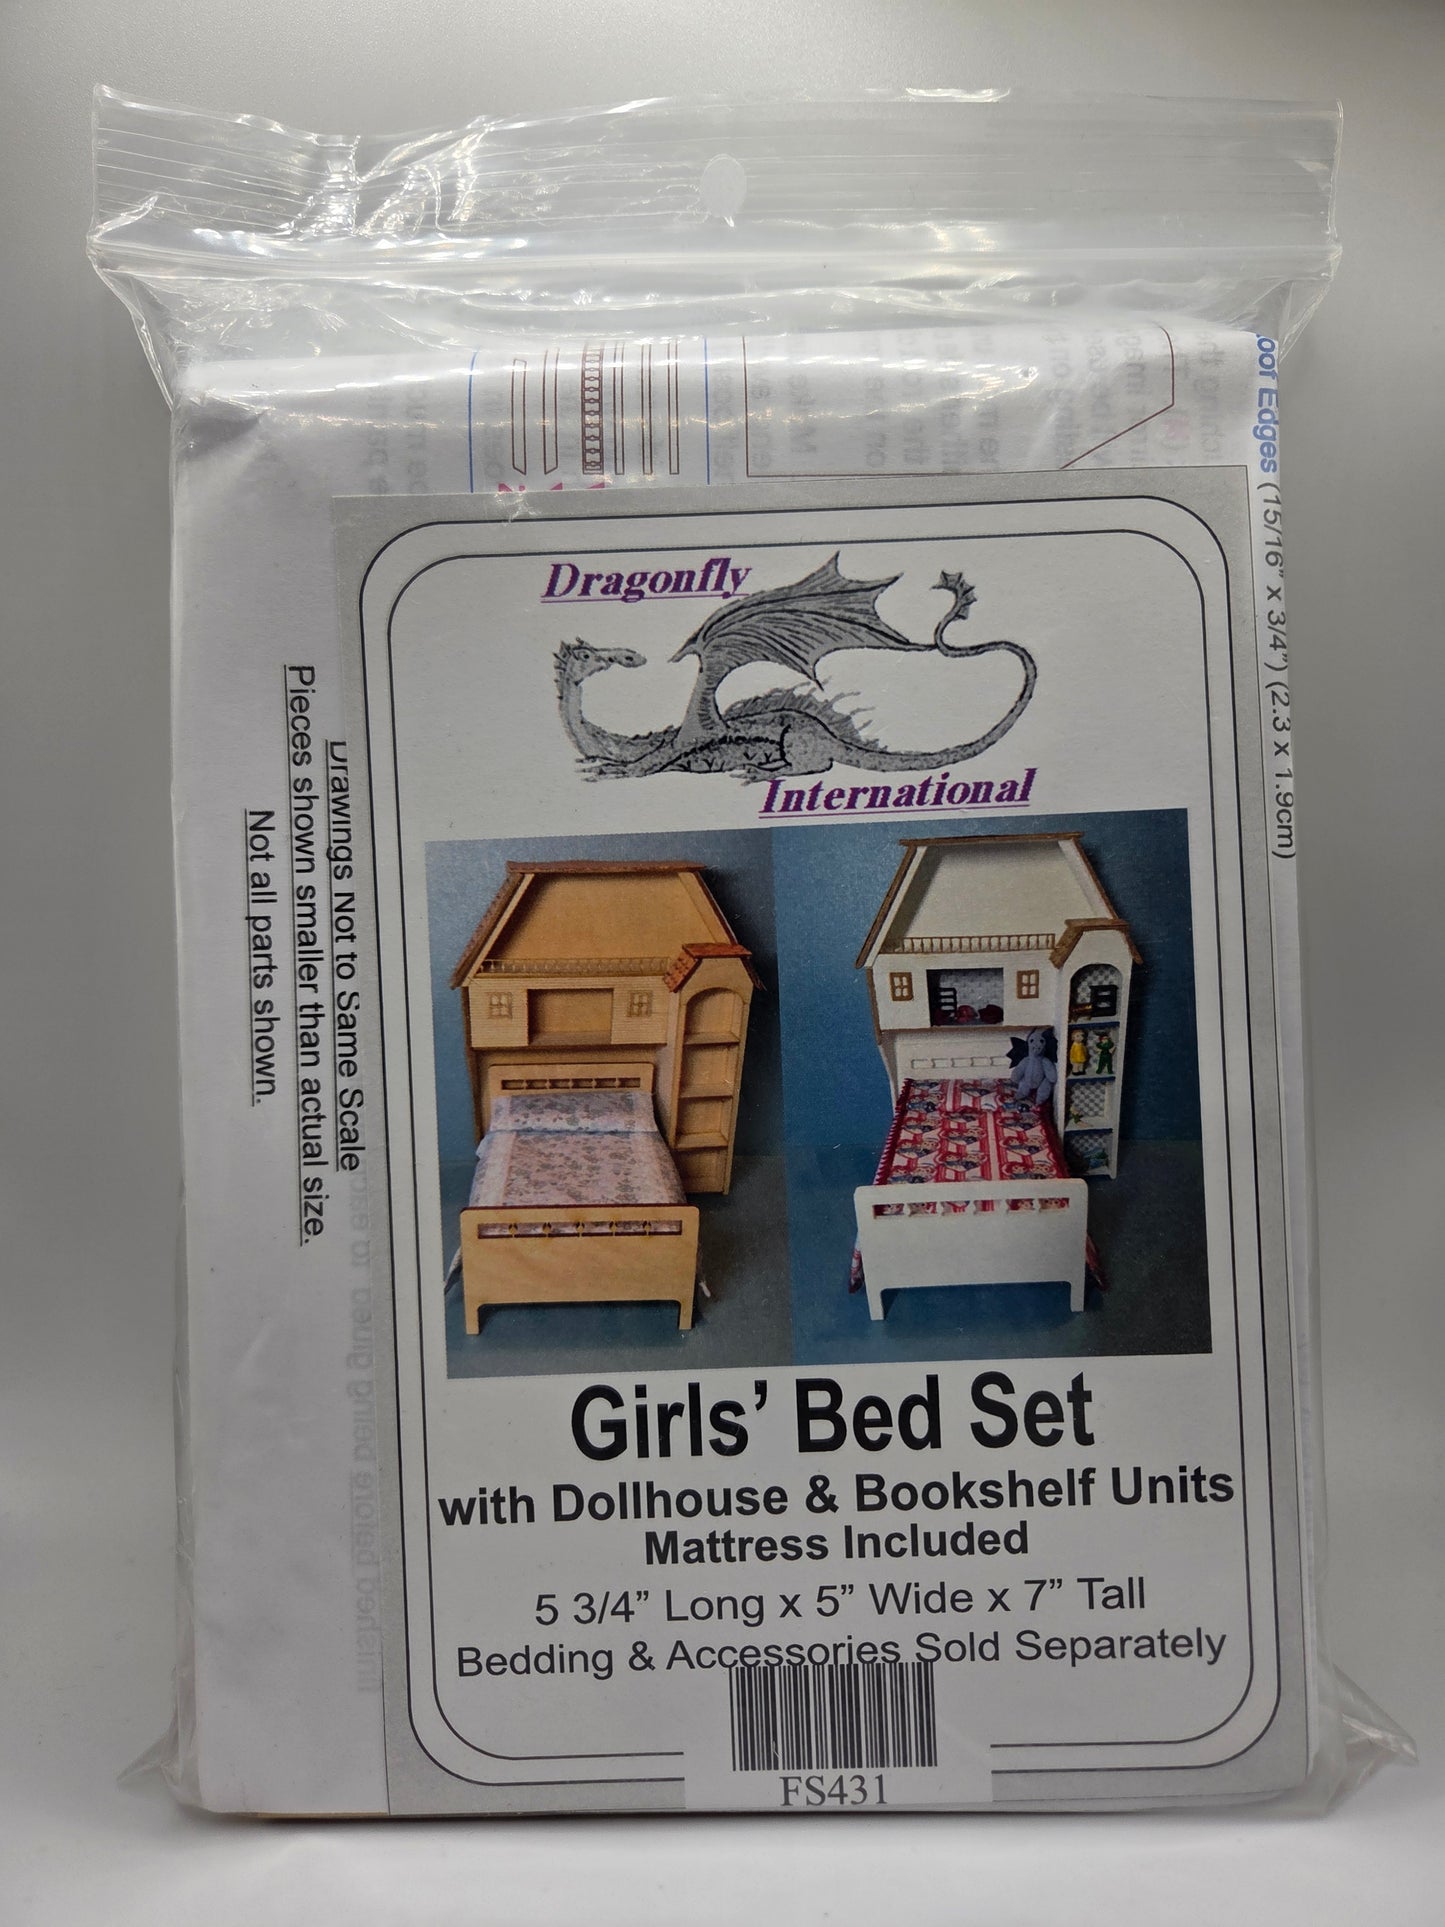 Dragonfly
International
Girls’ Bed Set
with Dollhouse & Bookshelf Units
Mattress Included
5 3/4” Long x 5” Wide x 7” Tall
Bedding & Accessories Sold Separately
FS431
Drawings Not to Same Scale
Pieces shown smaller than actual size.
Not all parts shown.
oof Edges (15/16” x 3/4”) (2.3 x 1.9cm)